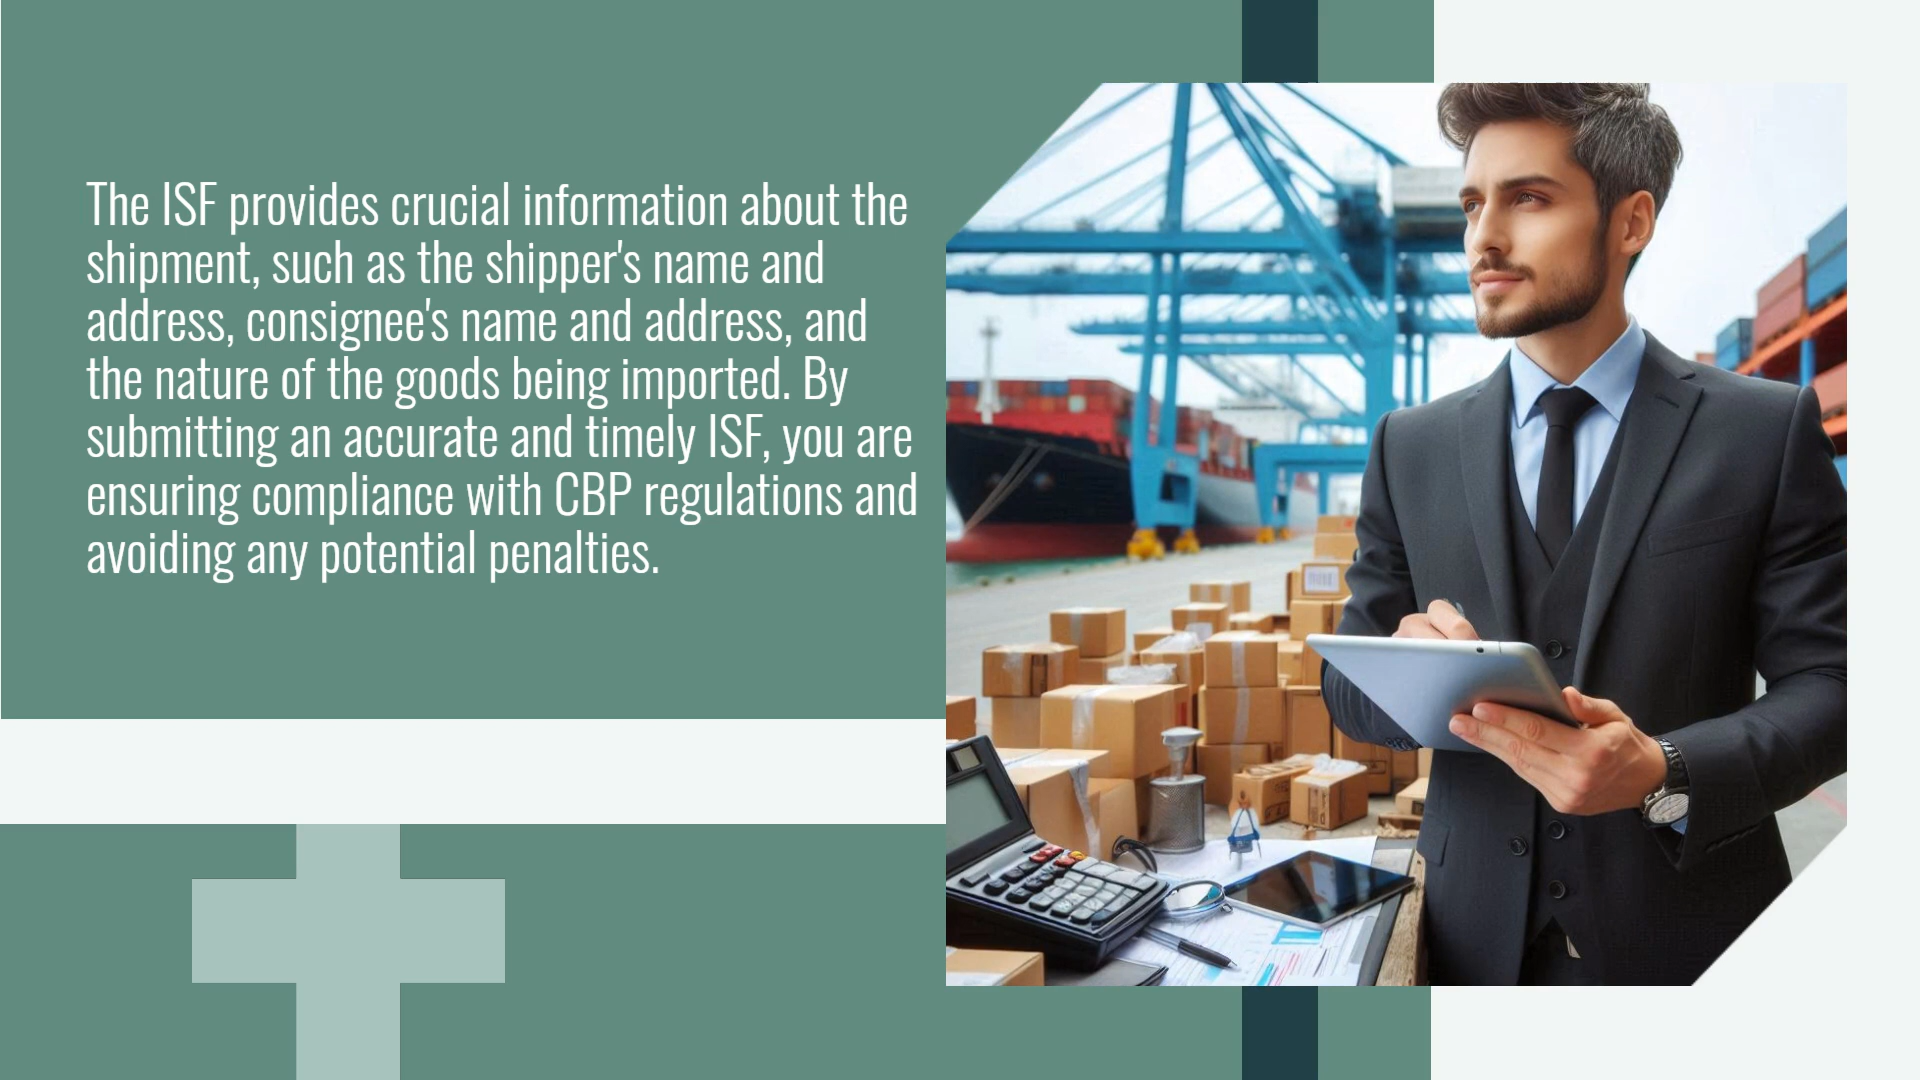 The ISF provides crucial information about the
shipment, such as the shipper's name and
address, consignee's name and address, and
the nature of the goods being imported. By
submitting an accurate and timely ISF, you are
ensuring compliance with CBP regulations and
avoiding any potential penalties.